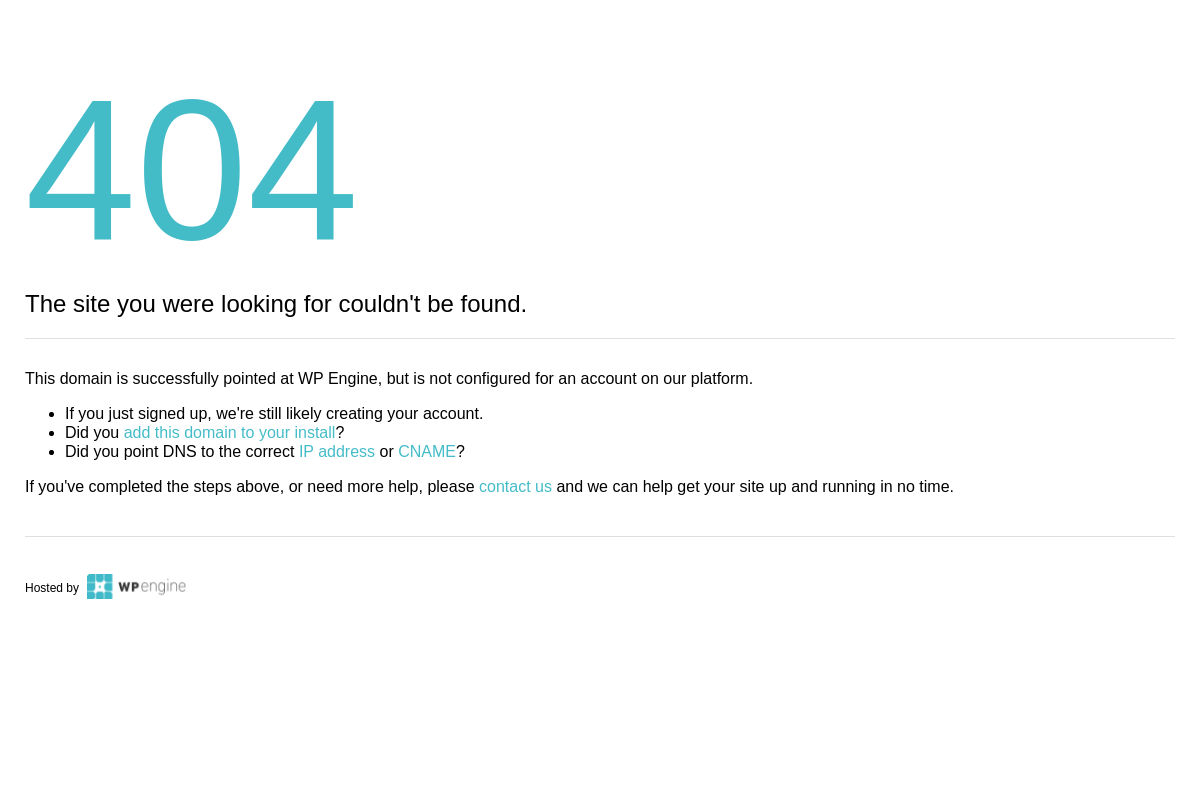 404
The site you were looking for couldn't be found.
This domain is successfully pointed at WP Engine, but is not configured for an account on our platform.
If you just signed up, we're still likely creating your account.
Did you add this domain to your install?
Did you point DNS to the correct IP address or CNAME?
If you've completed the steps above, or need more help, please contact us and we can help get your site up and running in no time.
Hosted by WPengine